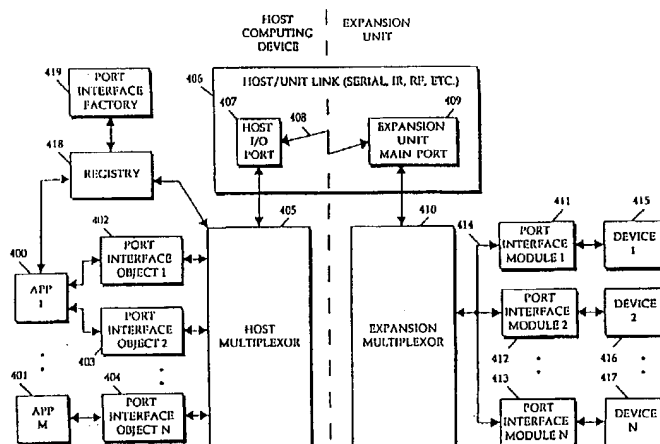 HOST
COMPUTING
DEVICE
EXPANSION
UNIT
406
HOST/UNIT LINK (SERIAL, IR, RF, ETC.)
419
PORT
INTERFACE
FACTORY
407
HOST
I/O
PORT
408
409
EXPANSION
UNIT
MAIN PORT
418
REGISTRY
402
PORT
INTERFACE
OBJECT 1
400
APP
1
PORT
INTERFACE
OBJECT 2
403
401
APP
M
404
PORT
INTERFACE
OBJECT N
405
HOST
MULTIPLEXOR
410
EXPANSION
MULTIPLEXOR
414
411
PORT
INTERFACE
MODULE 1
415
DEVICE
1
PORT
INTERFACE
MODULE 2
412
DEVICE
2
416
413
PORT
INTERFACE
MODULE N
417
DEVICE
N